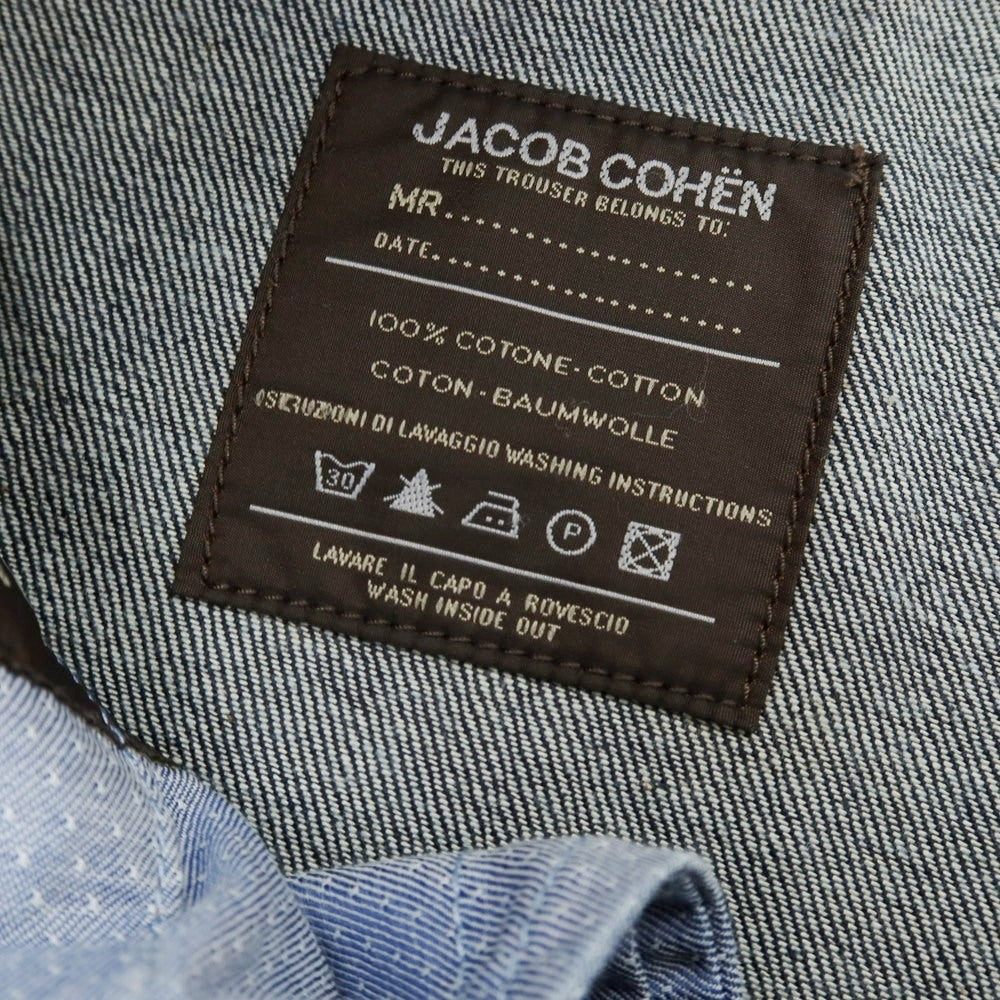 JACOB COHËN
THIS TROUSER BELONGS TO:
MR....................
DATE....................
100% COTONE-COTTON
COTON-BAUMWOLLE
ISTRUZIONI DI LAVAGGIO WASHING INSTRUCTIONS
30 P
LAVARE IL CAPO A ROVESCIO
WASH INSIDE OUT